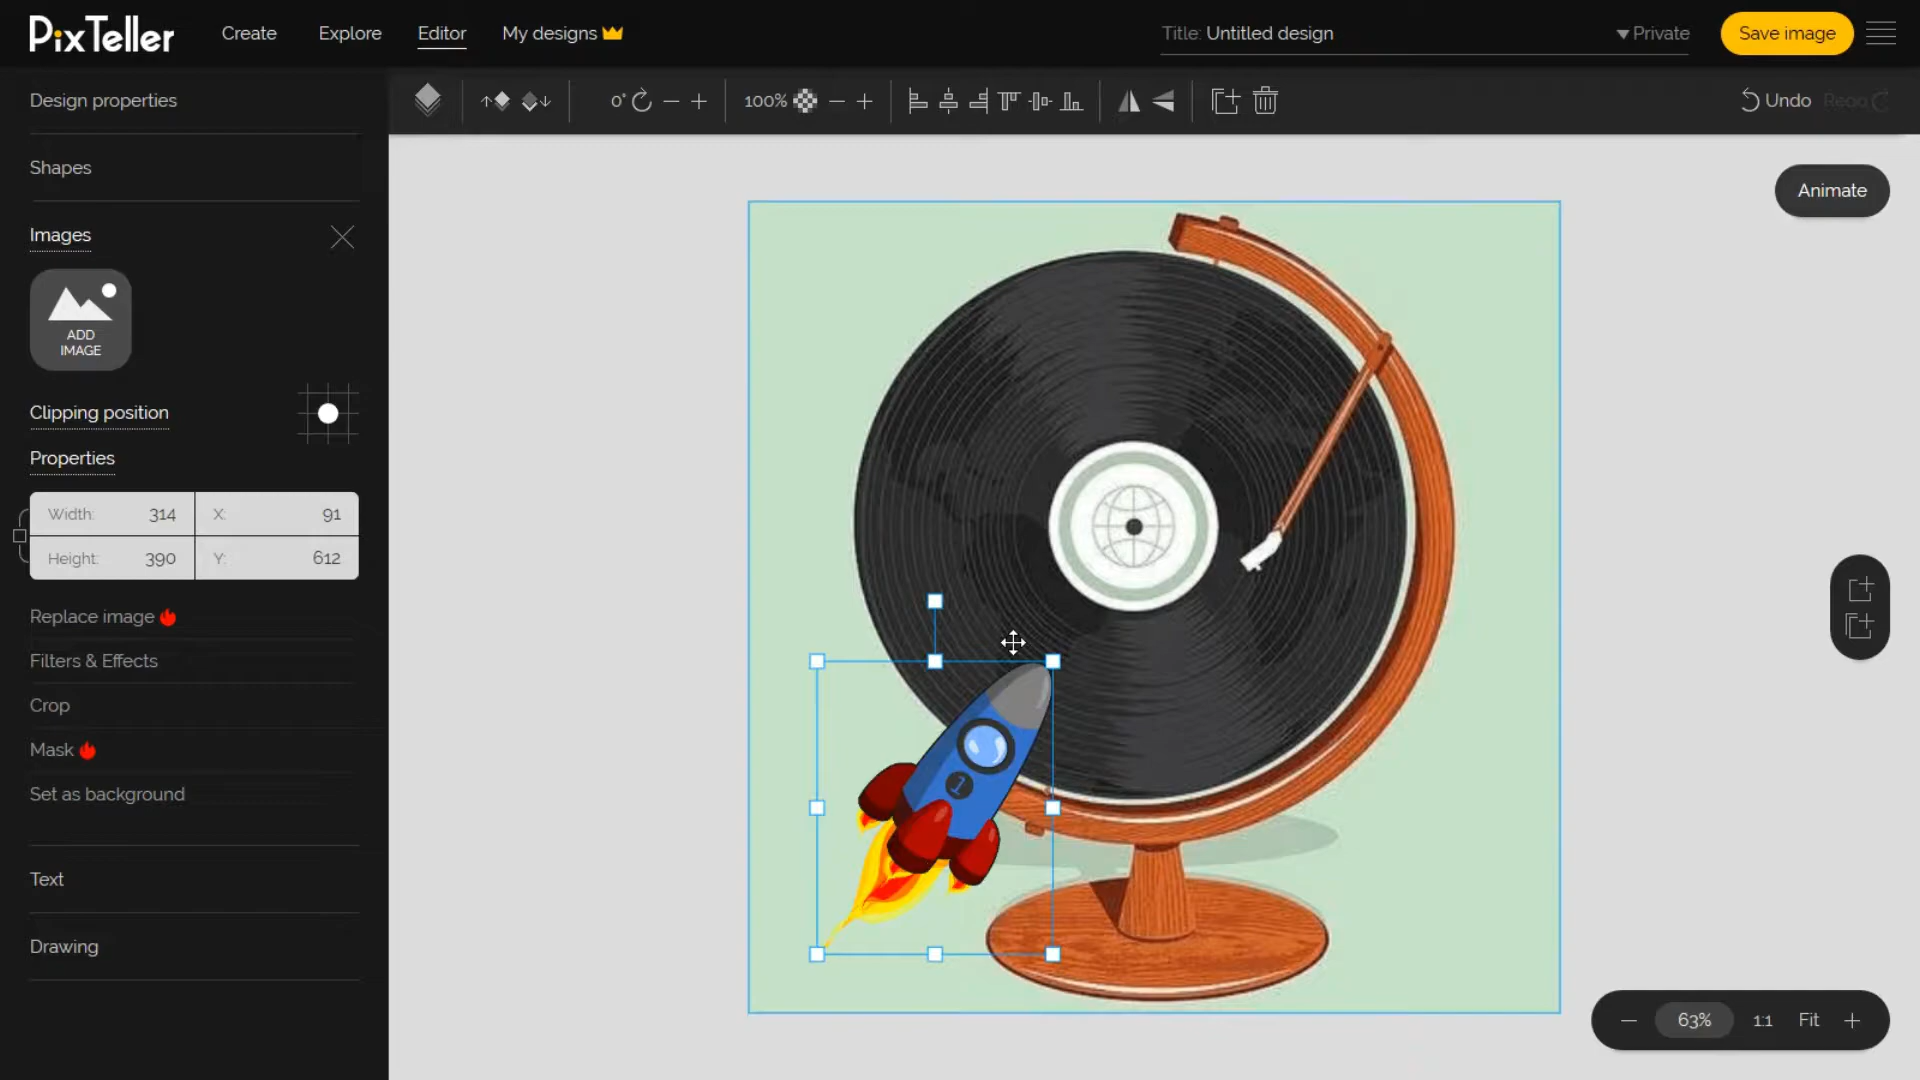 PixTeller
Create
Explore
Editor
My designs
Title: Untitled design
Private
Save image
Design properties
0°
100%
Undo
Redo
Shapes
Animate
Images
ADD
IMAGE
Clipping position
Properties
Width: 314
X: 91
Height: 390
Y: 612
Replace image
Filters & Effects
Crop
Mask
Set as background
Text
Drawing
1
63%
1:1
Fit